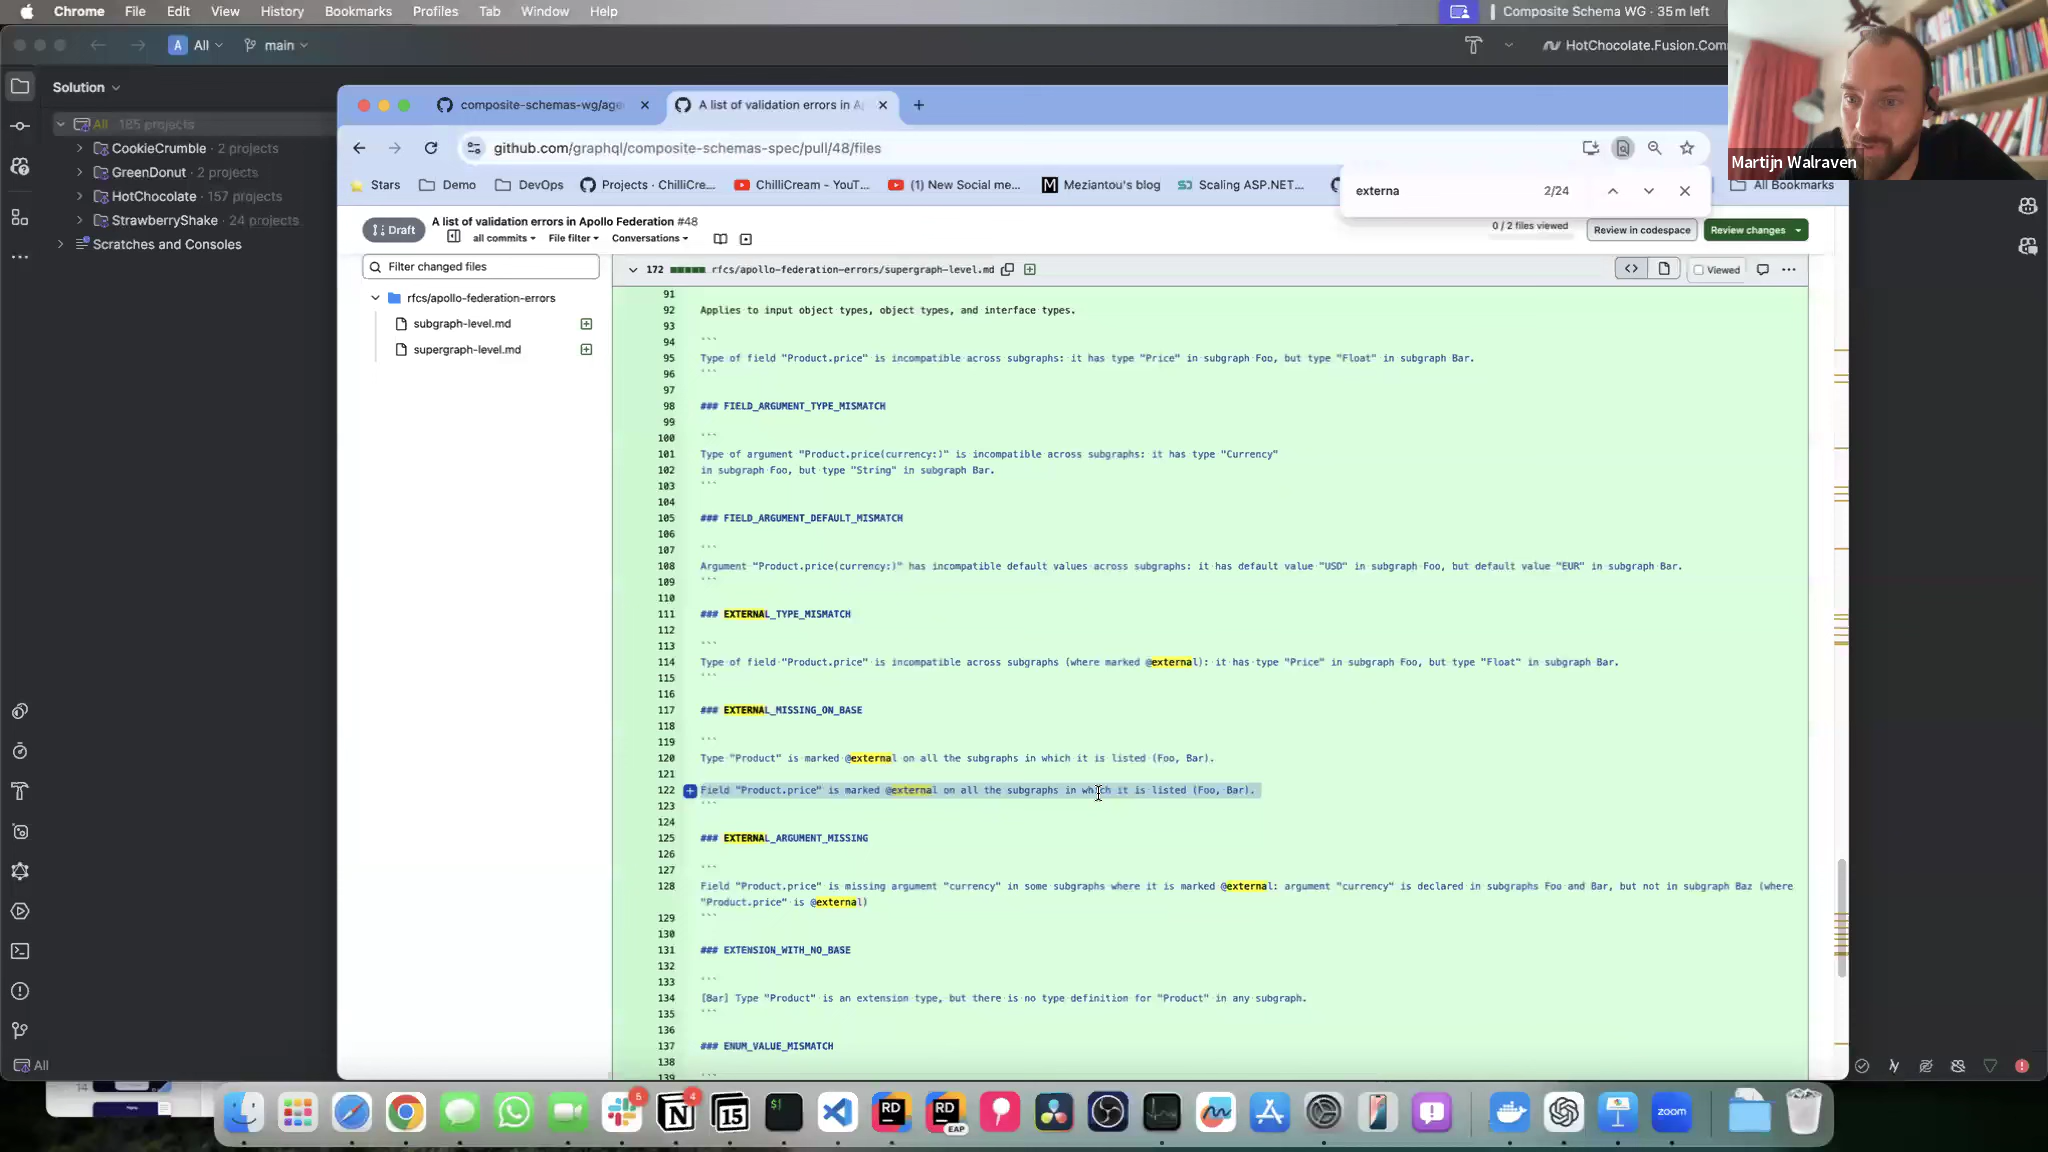 Chrome File Edit View History Bookmarks Profiles Tab Window Help
Composite Schema WG · 35 m left
A All
main
HotChocolate.Fusion.Com
Solution
All 185 projects
CookieCrumble · 2 projects
GreenDonut · 2 projects
HotChocolate · 157 projects
StrawberryShake · 24 projects
Scratches and Consoles
All
Martijn Walraven
composite-schemas-wg/age
A list of validation errors in A
github.com/graphql/composite-schemas-spec/pull/48/files
Stars
Demo
DevOps
Projects · ChilliCre...
ChilliCream - YouT...
(1) New Social me...
Meziantou's blog
Scaling ASP.NET...
All Bookmarks
externa
2/24
Draft
A list of validation errors in Apollo Federation #48
all commits
File filter
Conversations
0 / 2 files viewed
Review in codespace
Review changes
Filter changed files
rfcs/apollo-federation-errors
subgraph-level.md
supergraph-level.md
172 rfcs/apollo-federation-errors/supergraph-level.md
Viewed
91
92 Applies to input object types, object types, and interface types.
93
94 ```
95 Type of field "Product.price" is incompatible across subgraphs: it has type "Price" in subgraph Foo, but type "Float" in subgraph Bar.
96 ```
97
98 ### FIELD_ARGUMENT_TYPE_MISMATCH
99
100 ```
101 Type of argument "Product.price(currency:)" is incompatible across subgraphs: it has type "Currency"
102 in subgraph Foo, but type "String" in subgraph Bar.
103 ```
104
105 ### FIELD_ARGUMENT_DEFAULT_MISMATCH
106
107 ```
108 Argument "Product.price(currency:)" has incompatible default values across subgraphs: it has default value "USD" in subgraph Foo, but default value "EUR" in subgraph Bar.
109 ```
110
111 ### EXTERNAL_TYPE_MISMATCH
112
113 ```
114 Type of field "Product.price" is incompatible across subgraphs (where marked @external): it has type "Price" in subgraph Foo, but type "Float" in subgraph Bar.
115 ```
116
117 ### EXTERNAL_MISSING_ON_BASE
118
119 ```
120 Type "Product" is marked @external on all the subgraphs in which it is listed (Foo, Bar).
121
122 Field "Product.price" is marked @external on all the subgraphs in which it is listed (Foo, Bar).
123 ```
124
125 ### EXTERNAL_ARGUMENT_MISSING
126
127 ```
128 Field "Product.price" is missing argument "currency" in some subgraphs where it is marked @external: argument "currency" is declared in subgraphs Foo and Bar, but not in subgraph Baz (where
"Product.price" is @external)
129 ```
130
131 ### EXTENSION_WITH_NO_BASE
132
133 ```
134 [Bar] Type "Product" is an extension type, but there is no type definition for "Product" in any subgraph.
135 ```
136
137 ### ENUM_VALUE_MISMATCH
138
139 ```
6
4
15
RD
RD
EAP
zoom